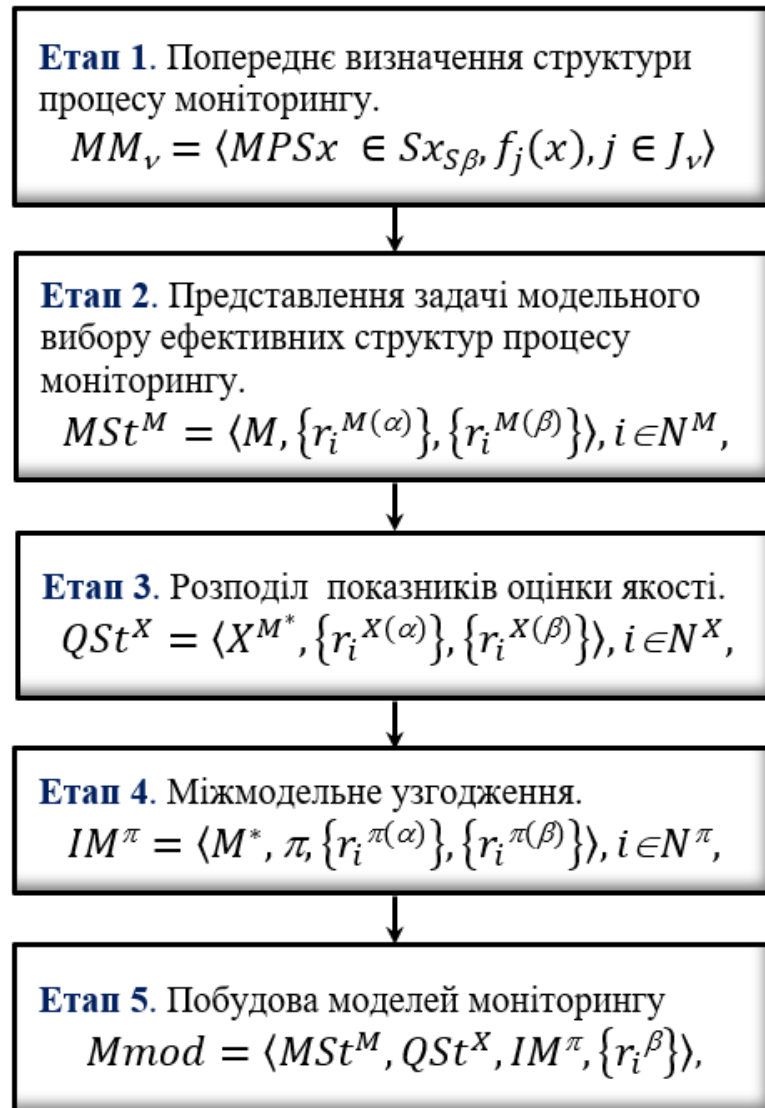 Етап 1. Попереднє визначення структури
процесу моніторингу.
𝑀𝑀_ν = ⟨𝑀𝑃𝑆𝑥 ∈ 𝑆𝑥_{𝑆β}, 𝑓_𝑗(𝑥), 𝑗 ∈ 𝐽_ν⟩
Етап 2. Представлення задачі модельного
вибору ефективних структур процесу
моніторингу.
𝑀𝑆𝑡^𝑀 = ⟨𝑀, {𝑟_𝑖^{𝑀(α)}}, {𝑟_𝑖^{𝑀(β)}}⟩, 𝑖 ∈ 𝑁^𝑀,
Етап 3. Розподіл показників оцінки якості.
𝑄𝑆𝑡^𝑋 = ⟨𝑋^{𝑀^*}, {𝑟_𝑖^{𝑋(α)}}, {𝑟_𝑖^{𝑋(β)}}⟩, 𝑖 ∈ 𝑁^𝑋,
Етап 4. Міжмодельне узгодження.
𝐼𝑀^π = ⟨𝑀^*, π, {𝑟_𝑖^{π(α)}}, {𝑟_𝑖^{π(β)}}⟩, 𝑖 ∈ 𝑁^π,
Етап 5. Побудова моделей моніторингу
𝑀𝑚𝑜𝑑 = ⟨𝑀𝑆𝑡^𝑀, 𝑄𝑆𝑡^𝑋, 𝐼𝑀^π, {𝑟_𝑖^β}⟩,